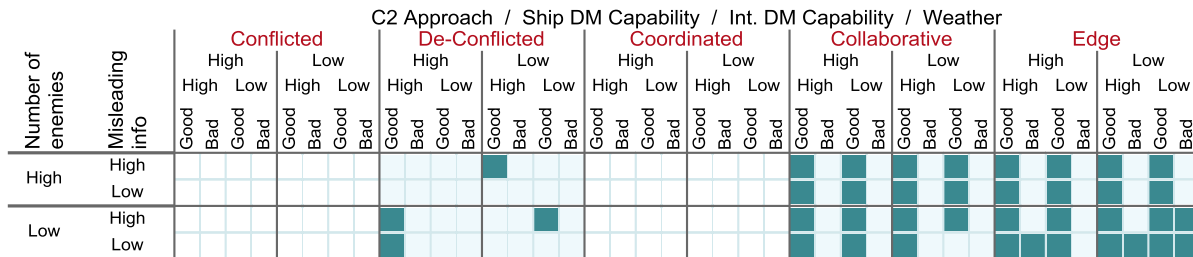 C2 Approach / Ship DM Capability / Int. DM Capability / Weather
Conflicted De-Conflicted Coordinated Collaborative Edge
High Low High Low High Low High Low High Low
High Low High Low High Low High Low High Low High Low High Low High Low High Low High Low
Number of enemies
Misleading info
Good Bad Good Bad Good Bad Good Bad Good Bad Good Bad Good Bad Good Bad Good Bad Good Bad Good Bad Good Bad Good Bad Good Bad Good Bad Good Bad Good Bad Good Bad Good Bad Good Bad
High
High
Low
Low
High
Low